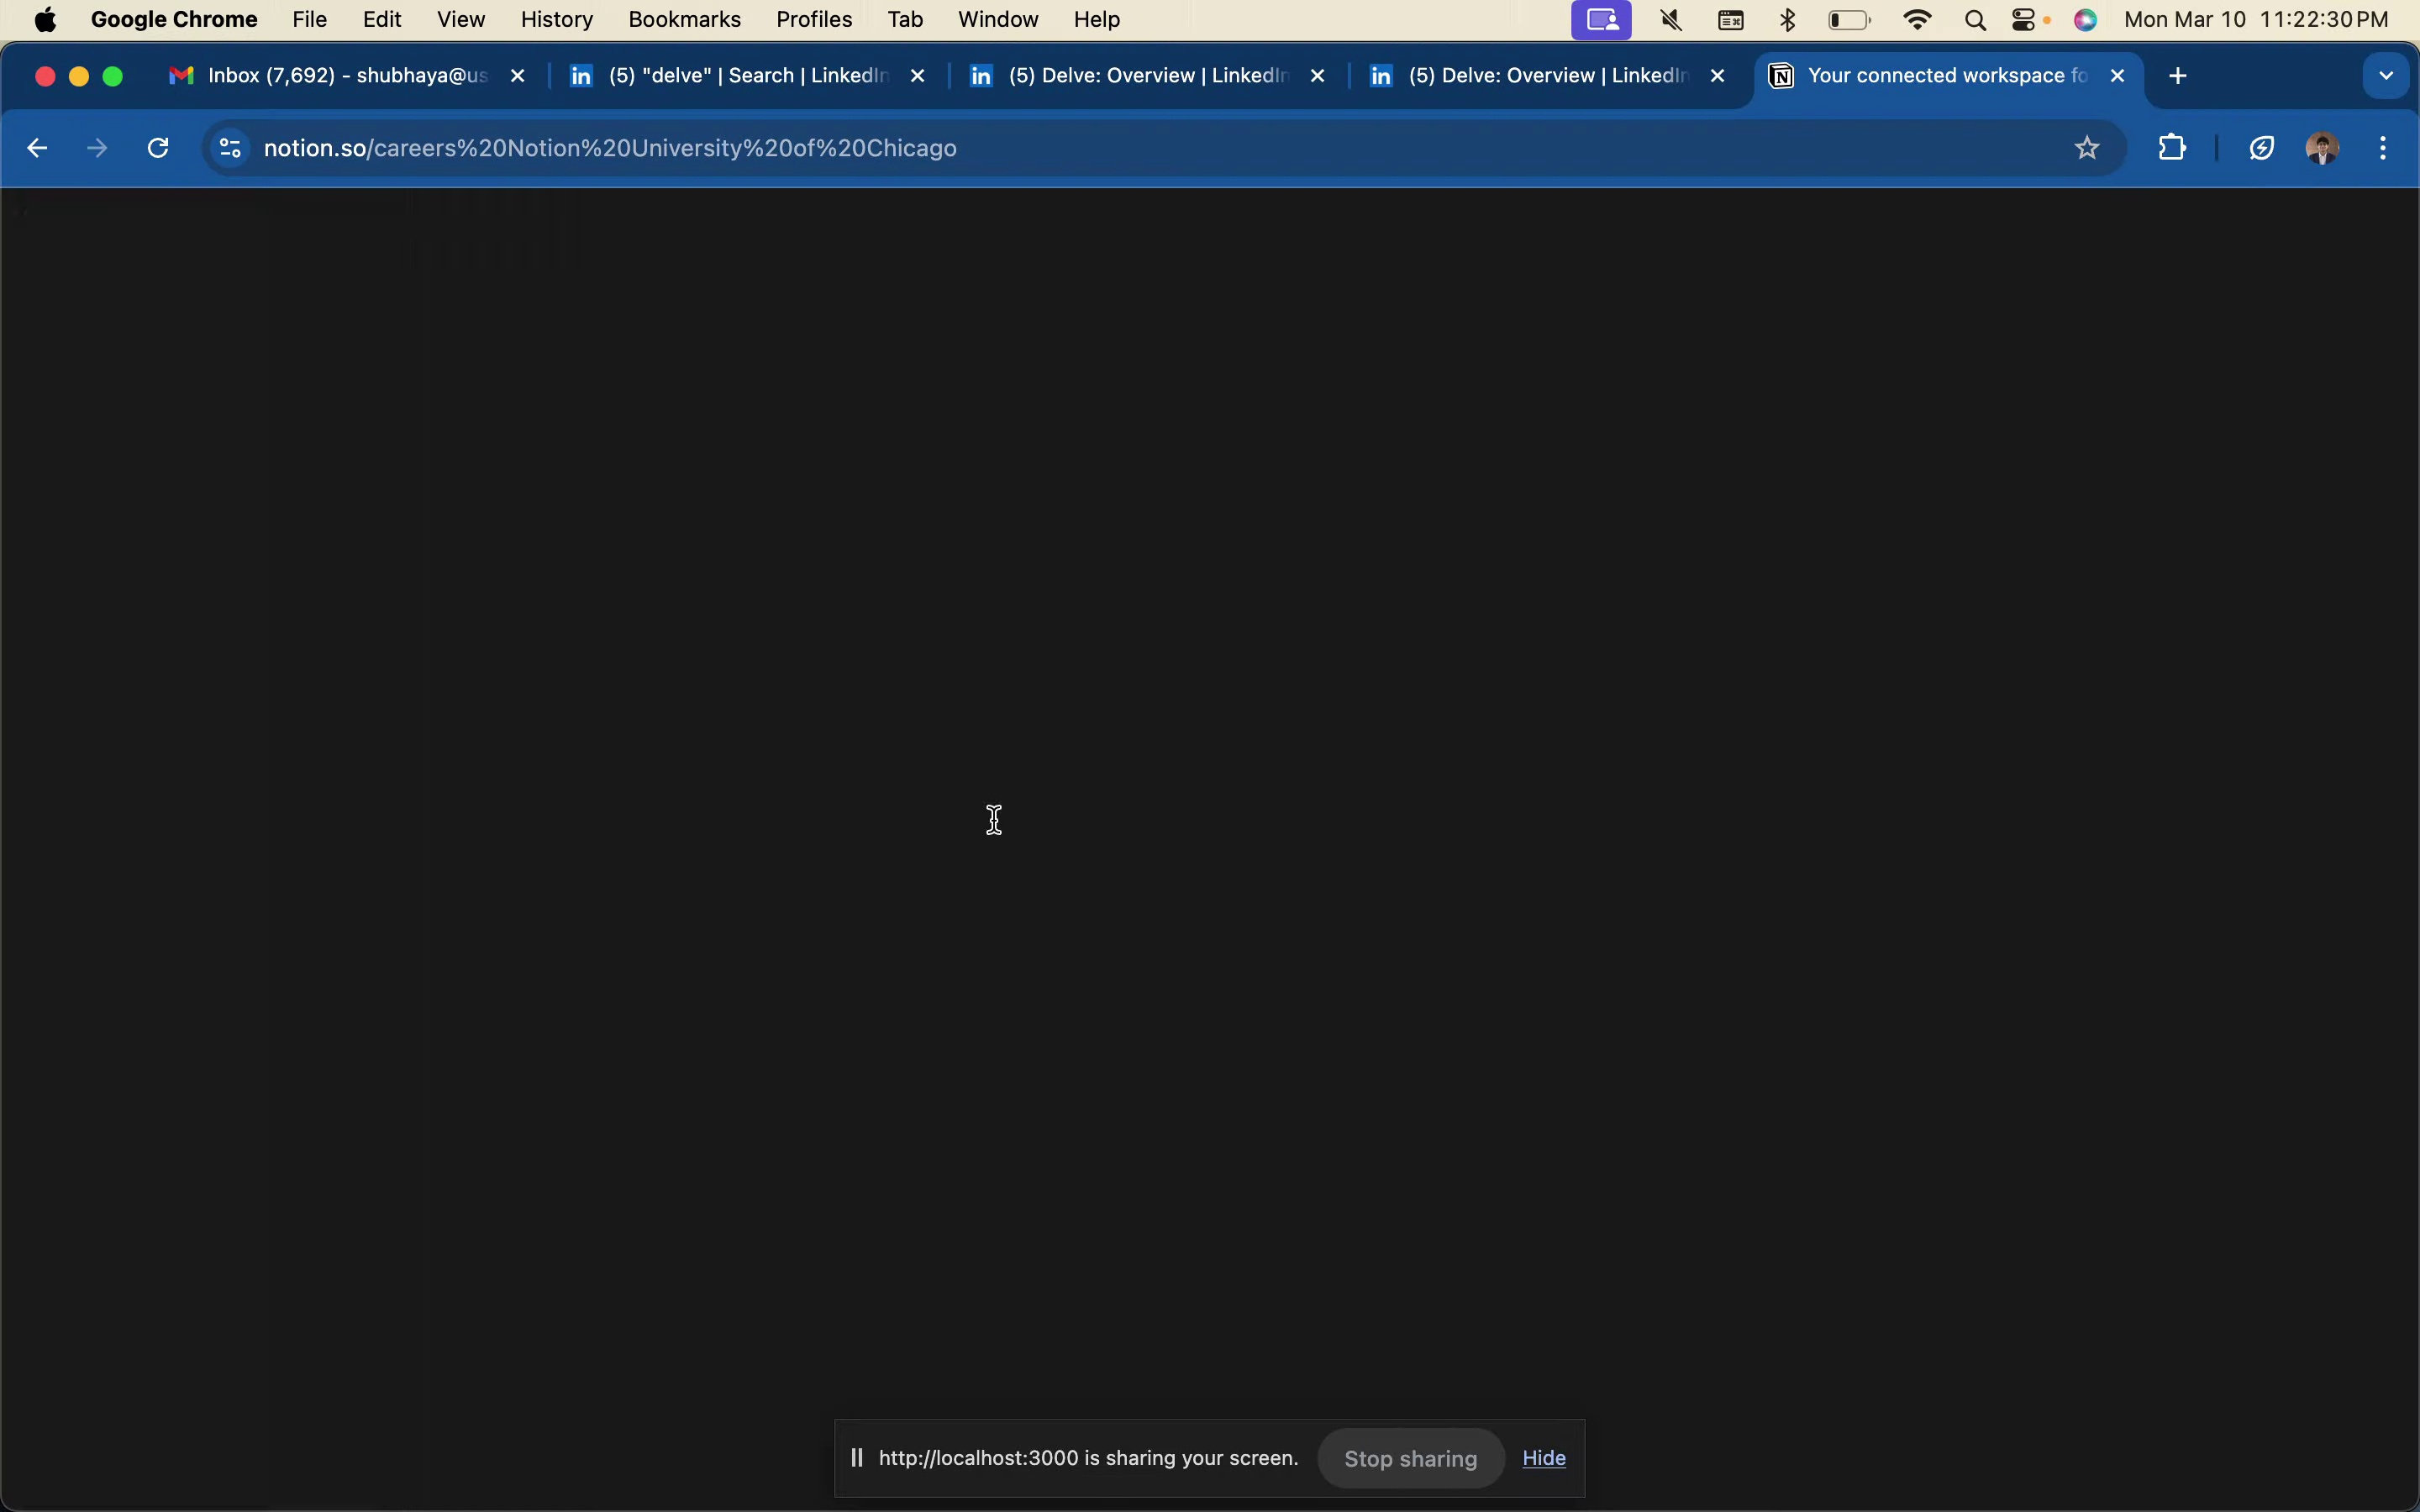 Google Chrome File Edit View History Bookmarks Profiles Tab Window Help Mon Mar 10 11:22:30 PM
Inbox (7,692) - shubhaya@us (5) "delve" | Search | LinkedIn (5) Delve: Overview | LinkedIn (5) Delve: Overview | LinkedIn Your connected workspace fo
notion.so/careers%20Notion%20University%20of%20Chicago
http://localhost:3000 is sharing your screen. Stop sharing Hide